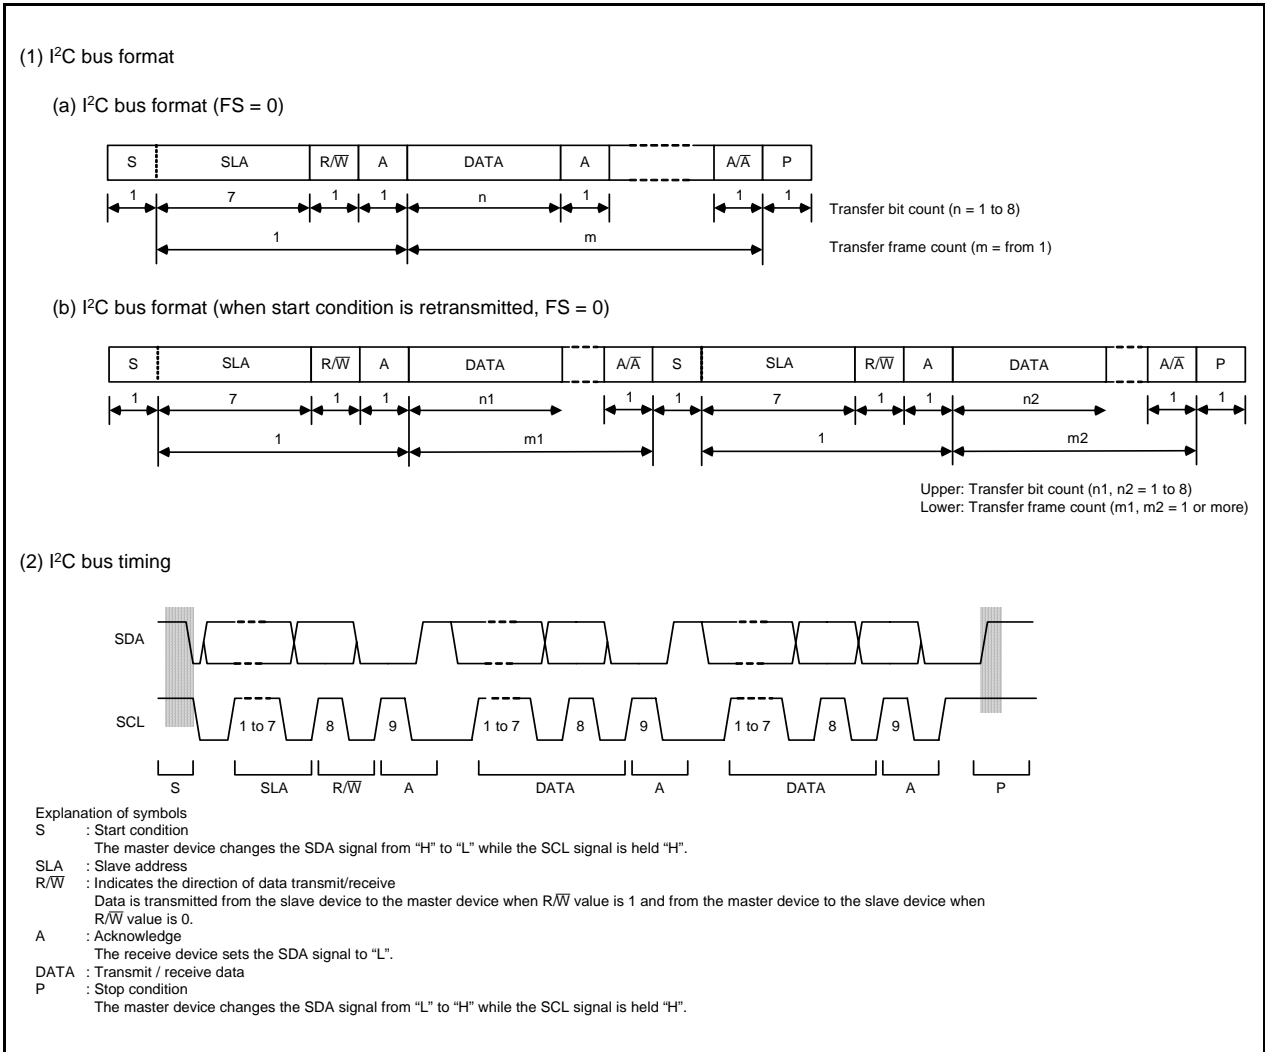 (1) I²C bus format
(a) I²C bus format (FS = 0)
S SLA R/W̅ A DATA A A/A̅ P
1 7 1 1 n 1 1 1
Transfer bit count (n = 1 to 8)
1 m
Transfer frame count (m = from 1)
(b) I²C bus format (when start condition is retransmitted, FS = 0)
S SLA R/W̅ A DATA A/A̅ S SLA R/W̅ A DATA A/A̅ P
1 7 1 1 n1 1 1 7 1 1 n2 1 1
1 m1 1 m2
Upper: Transfer bit count (n1, n2 = 1 to 8)
Lower: Transfer frame count (m1, m2 = 1 or more)
(2) I²C bus timing
SDA
SCL 1 to 7 8 9 1 to 7 8 9 1 to 7 8 9
S SLA R/W̅ A DATA A DATA A P
Explanation of symbols
S : Start condition
The master device changes the SDA signal from “H” to “L” while the SCL signal is held “H”.
SLA : Slave address
R/W̅ : Indicates the direction of data transmit/receive
Data is transmitted from the slave device to the master device when R/W̅ value is 1 and from the master device to the slave device when
R/W̅ value is 0.
A : Acknowledge
The receive device sets the SDA signal to “L”.
DATA : Transmit / receive data
P : Stop condition
The master device changes the SDA signal from “L” to “H” while the SCL signal is held “H”.